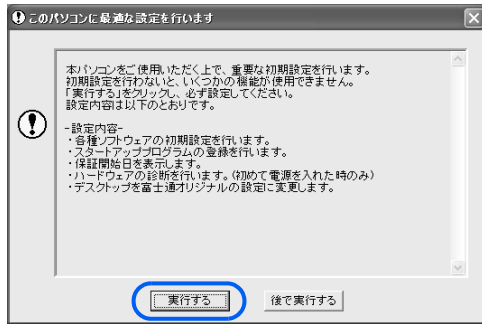 このパソコンに最適な設定を行います
本パソコンをご使用いただく上で、重要な初期設定を行います。
初期設定を行わないと、いくつかの機能が使用できません。
「実行する」をクリックし、必ず設定してください。
設定内容は以下のとおりです。
-設定内容-
・各種ソフトウェアの初期設定を行います。
・スタートアッププログラムの登録を行います。
・保証開始日を表示します。
・ハードウェアの診断を行います。(初めて電源を入れた時のみ)
・デスクトップを富士通オリジナルの設定に変更します。
実行する
後で実行する